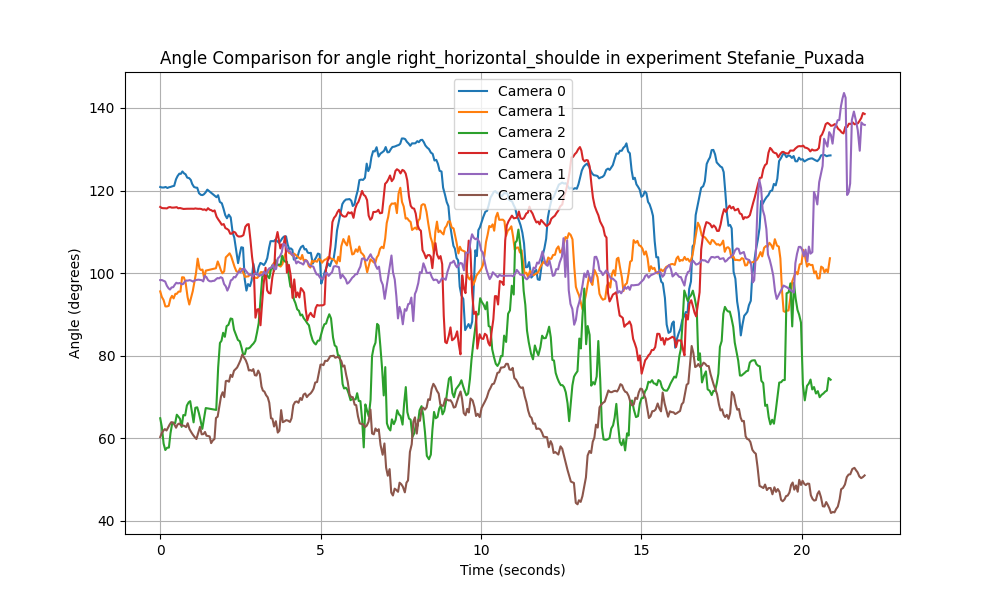 Angle Comparison for angle right_horizontal_shoulde in experiment Stefanie_Puxada
Camera 0
Camera 1
Camera 2
Camera 0
Camera 1
Camera 2
140
120
100
80
60
40
Angle (degrees)
0 5 10 15 20
Time (seconds)